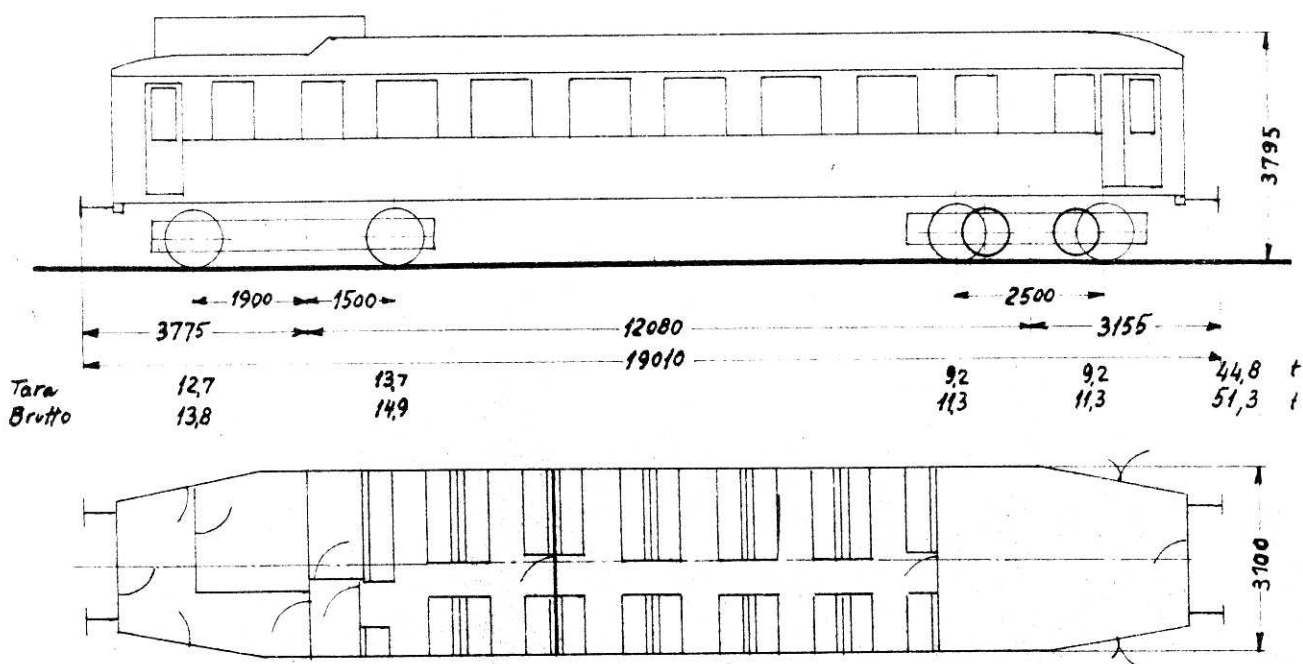 3795
1900 1500 2500
3775 12080 3155
19010
Tara 12,7 13,7 9,2 9,2 44,8 t
Brutto 13,8 14,9 11,3 11,3 51,3 t
3100